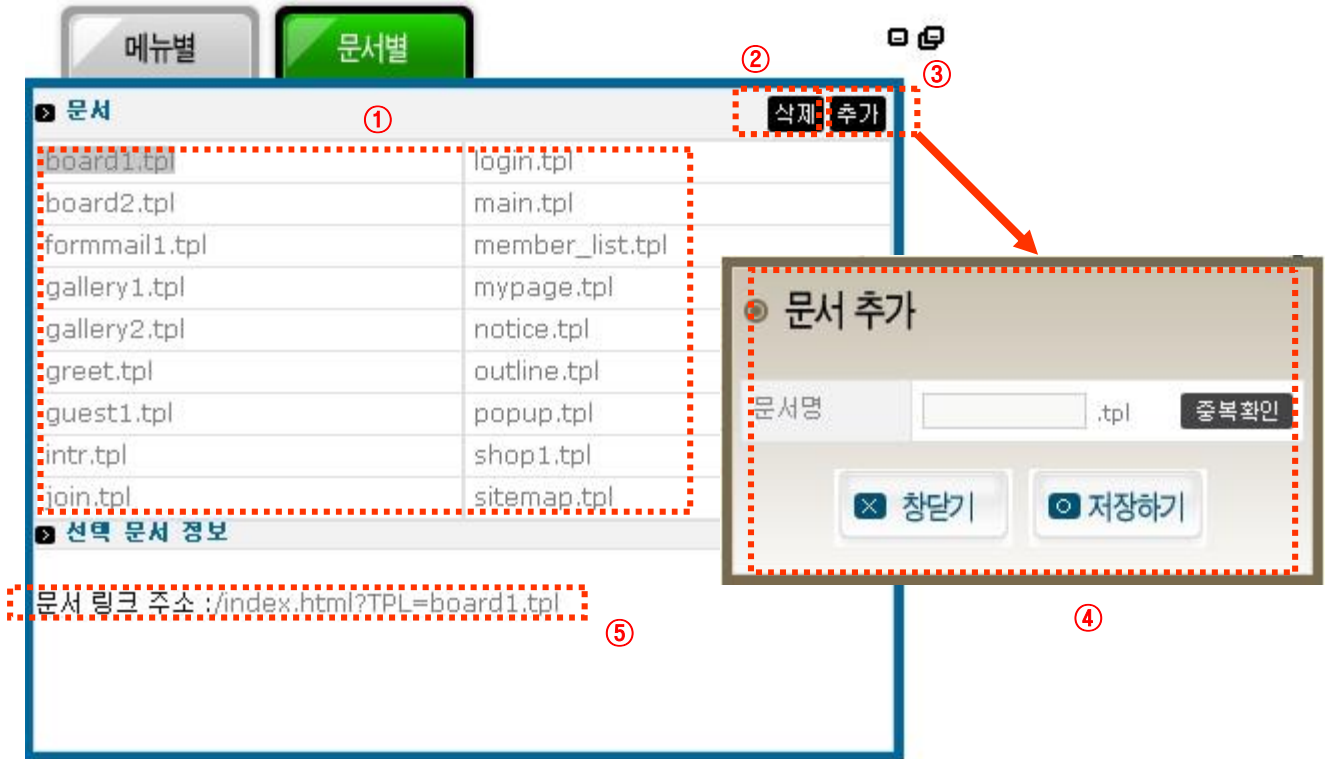 메뉴별 문서별
②
③
문서 ① 삭제 추가
board1.tpl login.tpl
board2.tpl main.tpl
formmail1.tpl member_list.tpl
gallery1.tpl mypage.tpl
gallery2.tpl notice.tpl
greet.tpl outline.tpl
guest1.tpl popup.tpl
intr.tpl shop1.tpl
join.tpl sitemap.tpl
선택 문서 정보
문서 링크 주소 :/index.html?TPL=board1.tpl
⑤
문서 추가
문서명 .tpl 중복확인
창닫기 저장하기
④